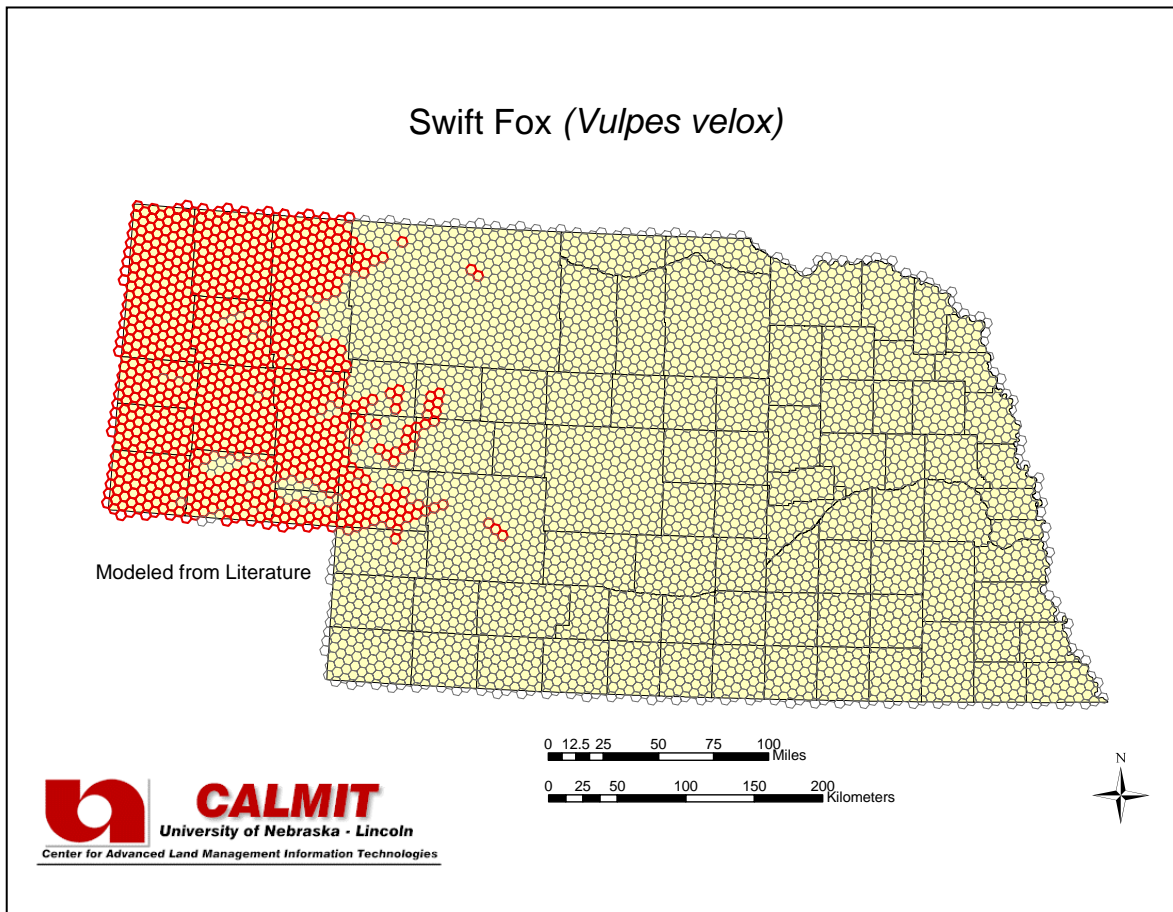 Swift Fox (Vulpes velox)
Modeled from Literature
0 12.5 25 50 75 100
Miles
0 25 50 100 150 200
Kilometers
N
CALMIT
University of Nebraska - Lincoln
Center for Advanced Land Management Information Technologies